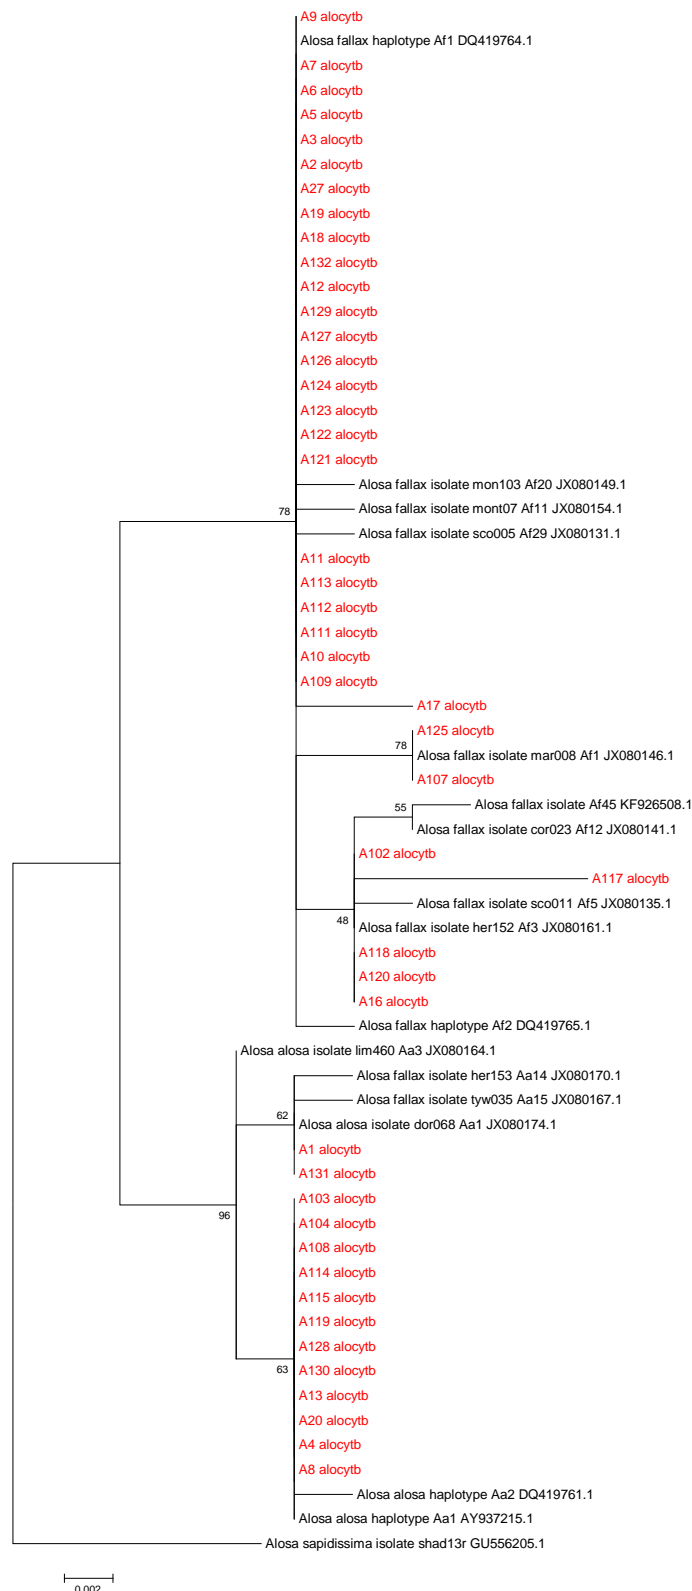 A9 alocytb
Alosa fallax haplotype Af1 DQ419764.1
A7 alocytb
A6 alocytb
A5 alocytb
A3 alocytb
A2 alocytb
A27 alocytb
A19 alocytb
A18 alocytb
A132 alocytb
A12 alocytb
A129 alocytb
A127 alocytb
A126 alocytb
A124 alocytb
A123 alocytb
A122 alocytb
A121 alocytb
Alosa fallax isolate mon103 Af20 JX080149.1
Alosa fallax isolate mont07 Af11 JX080154.1
78
Alosa fallax isolate sco005 Af29 JX080131.1
A11 alocytb
A113 alocytb
A112 alocytb
A111 alocytb
A10 alocytb
A109 alocytb
A17 alocytb
A125 alocytb
78
Alosa fallax isolate mar008 Af1 JX080146.1
A107 alocytb
Alosa fallax isolate Af45 KF926508.1
55
Alosa fallax isolate cor023 Af12 JX080141.1
A102 alocytb
A117 alocytb
Alosa fallax isolate sco011 Af5 JX080135.1
48
Alosa fallax isolate her152 Af3 JX080161.1
A118 alocytb
A120 alocytb
A16 alocytb
Alosa fallax haplotype Af2 DQ419765.1
Alosa alosa isolate lim460 Aa3 JX080164.1
Alosa fallax isolate her153 Aa14 JX080170.1
Alosa fallax isolate tyw035 Aa15 JX080167.1
62
Alosa alosa isolate dor068 Aa1 JX080174.1
A1 alocytb
A131 alocytb
A103 alocytb
96
A104 alocytb
A108 alocytb
A114 alocytb
A115 alocytb
A119 alocytb
A128 alocytb
63
A130 alocytb
A13 alocytb
A20 alocytb
A4 alocytb
A8 alocytb
Alosa alosa haplotype Aa2 DQ419761.1
Alosa alosa haplotype Aa1 AY937215.1
Alosa sapidissima isolate shad13r GU556205.1
0.002